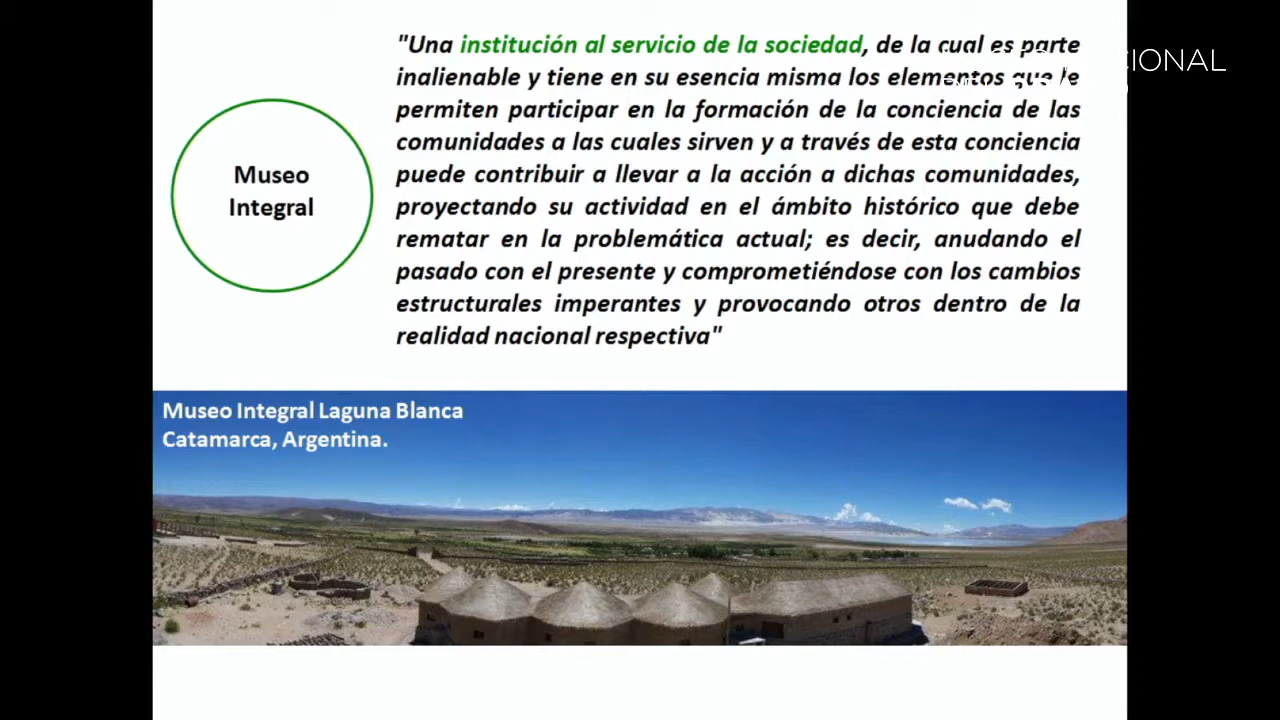 "Una institución al servicio de la sociedad, de la cual es parte
inalienable y tiene en su esencia misma los elementos que le
permiten participar en la formación de la conciencia de las
comunidades a las cuales sirven y a través de esta conciencia
puede contribuir a llevar a la acción a dichas comunidades,
proyectando su actividad en el ámbito histórico que debe
rematar en la problemática actual; es decir, anudando el
pasado con el presente y comprometiéndose con los cambios
estructurales imperantes y provocando otros dentro de la
realidad nacional respectiva"
Museo
Integral
Museo Integral Laguna Blanca
Catamarca, Argentina.